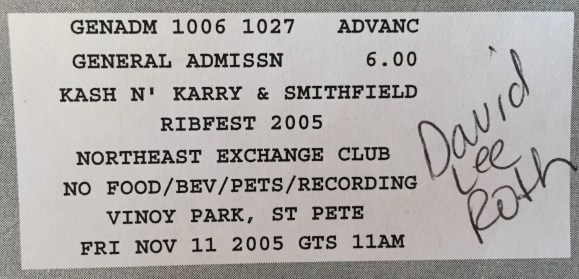 GENADM 1006 1027 ADVANC
GENERAL ADMISSN 6.00
KASH N' KARRY & SMITHFIELD
RIBFEST 2005
NORTHEAST EXCHANGE CLUB
NO FOOD/BEV/PETS/RECORDING
VINOY PARK, ST PETE
FRI NOV 11 2005 GTS 11AM
David
Lee
Roth